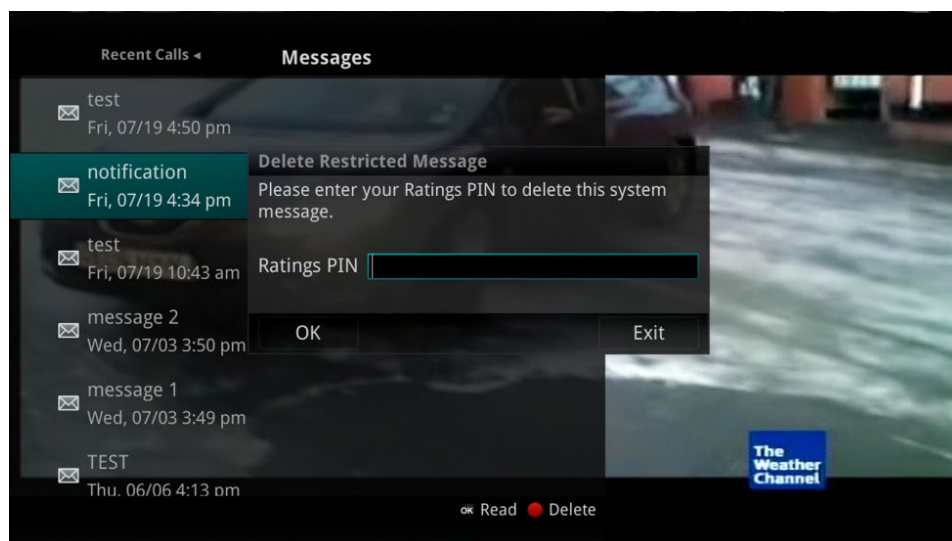 Recent Calls ◂ Messages
test
Fri, 07/19 4:50 pm
notification
Fri, 07/19 4:34 pm
test
Fri, 07/19 10:43 am
message 2
Wed, 07/03 3:50 pm
message 1
Wed, 07/03 3:49 pm
TEST
Thu, 06/06 4:13 pm
Delete Restricted Message
Please enter your Ratings PIN to delete this system
message.
Ratings PIN
OK Exit
The
Weather
Channel
OK Read Delete